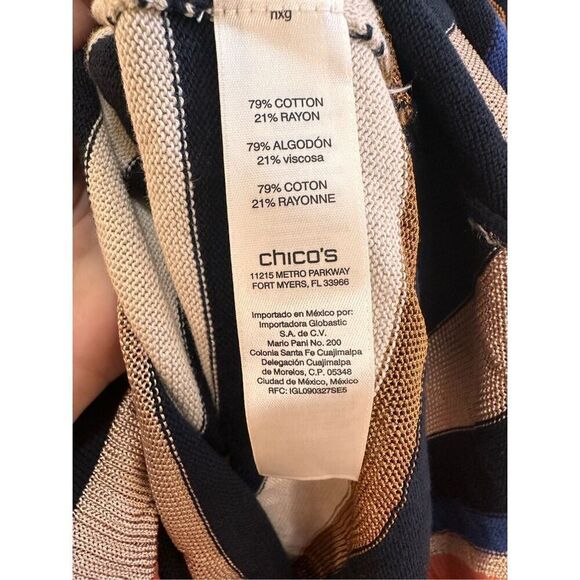 nxg
79% COTTON
21% RAYON
79% ALGODÓN
21% viscosa
79% COTON
21% RAYONNE
chico's
11215 METRO PARKWAY
FORT MYERS, FL 33966
Importado en México por:
Importadora Globastic
S.A. de C.V.
Mario Pani No. 200
Colonia Santa Fe Cuajimalpa
Delegación Cuajimalpa
de Morelos, C.P. 05348
Ciudad de México, México
RFC: IGL090327SE5